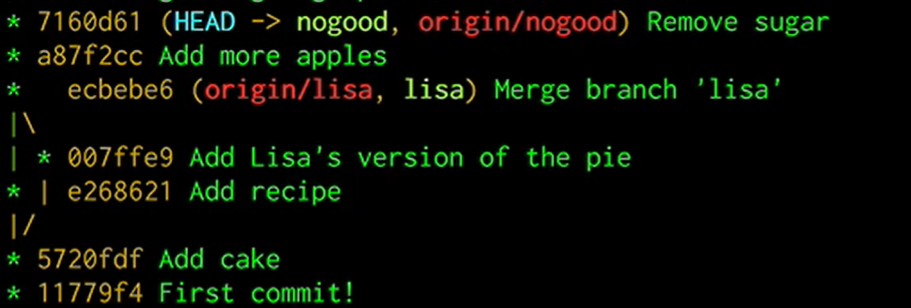 * 7160d61 (HEAD -> nogood, origin/nogood) Remove sugar
* a87f2cc Add more apples
*   ecbebe6 (origin/lisa, lisa) Merge branch 'lisa'
|\
| * 007ffe9 Add Lisa's version of the pie
* | e268621 Add recipe
|/
* 5720fdf Add cake
* 11779f4 First commit!